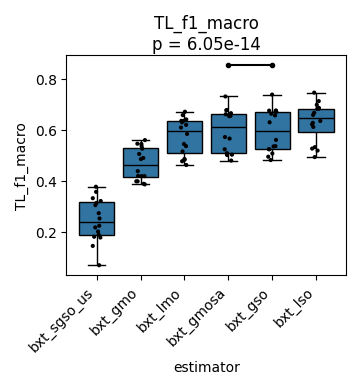 TL_f1_macro
p = 6.05e-14
TL_f1_macro
0.8
0.6
0.4
0.2
bxt_sgso_us
bxt_gmo
bxt_lmo
bxt_gmosa
bxt_gso
bxt_lso
estimator